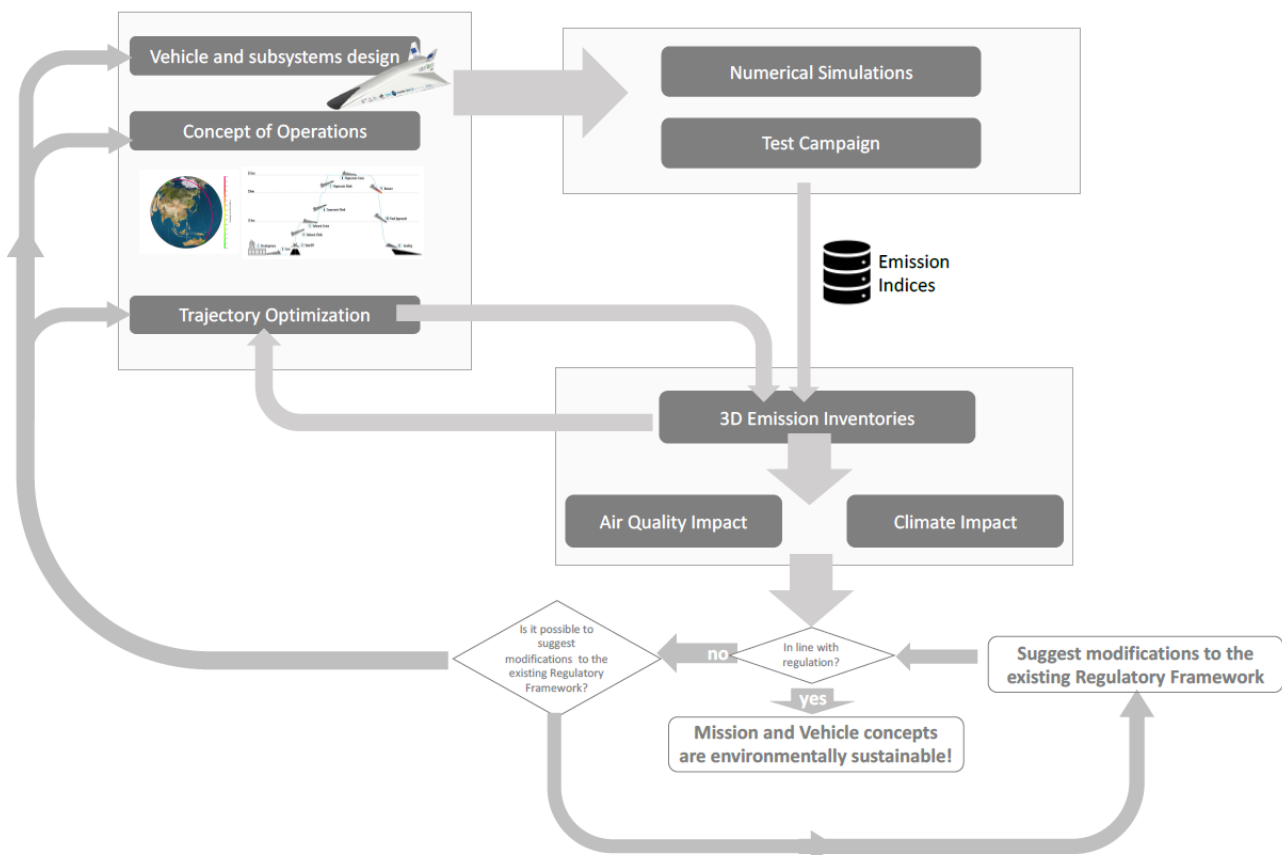 Vehicle and subsystems design
Concept of Operations
Trajectory Optimization
Numerical Simulations
Test Campaign
Emission
Indices
3D Emission Inventories
Air Quality Impact
Climate Impact
Is it possible to
suggest
modifications to the
existing Regulatory
Framework?
no
In line with
regulation?
yes
Suggest modifications to the
existing Regulatory Framework
Mission and Vehicle concepts
are environmentally sustainable!